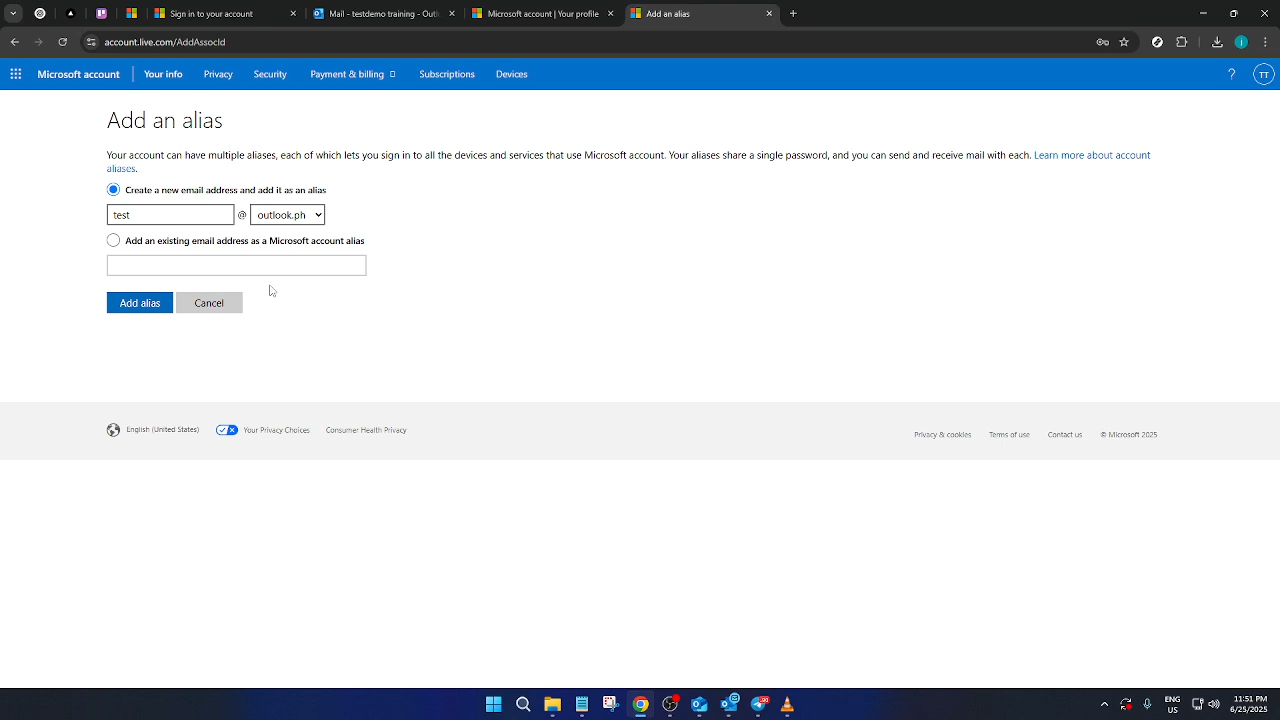 Sign in to your account
Mail - testdemo training - Outl
Microsoft account | Your profile
Add an alias
account.live.com/AddAssocId
Microsoft account
Your info
Privacy
Security
Payment & billing
Subscriptions
Devices
?
TT
Add an alias
Your account can have multiple aliases, each of which lets you sign in to all the devices and services that use Microsoft account. Your aliases share a single password, and you can send and receive mail with each. Learn more about account
aliases.
Create a new email address and add it as an alias
test @ outlook.ph
Add an existing email address as a Microsoft account alias
Add alias
Cancel
English (United States)
Your Privacy Choices
Consumer Health Privacy
Privacy & cookies
Terms of use
Contact us
© Microsoft 2025
ENG
US
11:51 PM
6/25/2025